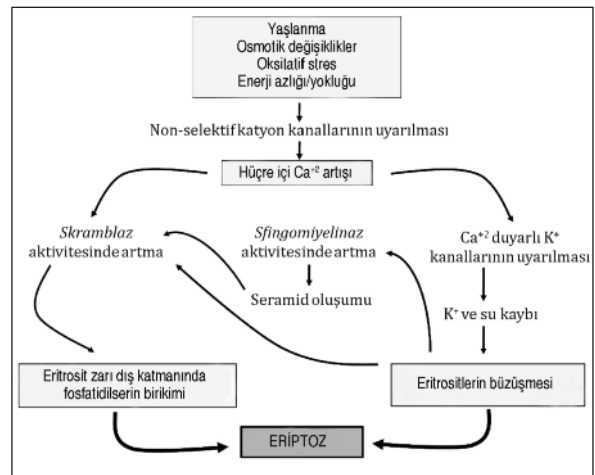 Yaşlanma
Osmotik değişiklikler
Oksilatif stres
Enerji azlığı/yokluğu
Non-selektif katyon kanallarının uyarılması
Hüçre içi Ca⁺² artışı
Skramblaz
aktivitesinde artma
Sfingomiyelinaz
aktivitesinde artma
Ca⁺² duyarlı K⁺
kanallarının uyarılması
Seramid oluşumu
K⁺ ve su kaybı
Eritrosit zarı dış katmanında
fosfatidilserin birikimi
Eritrositlerin büzüşmesi
ERİPTOZ